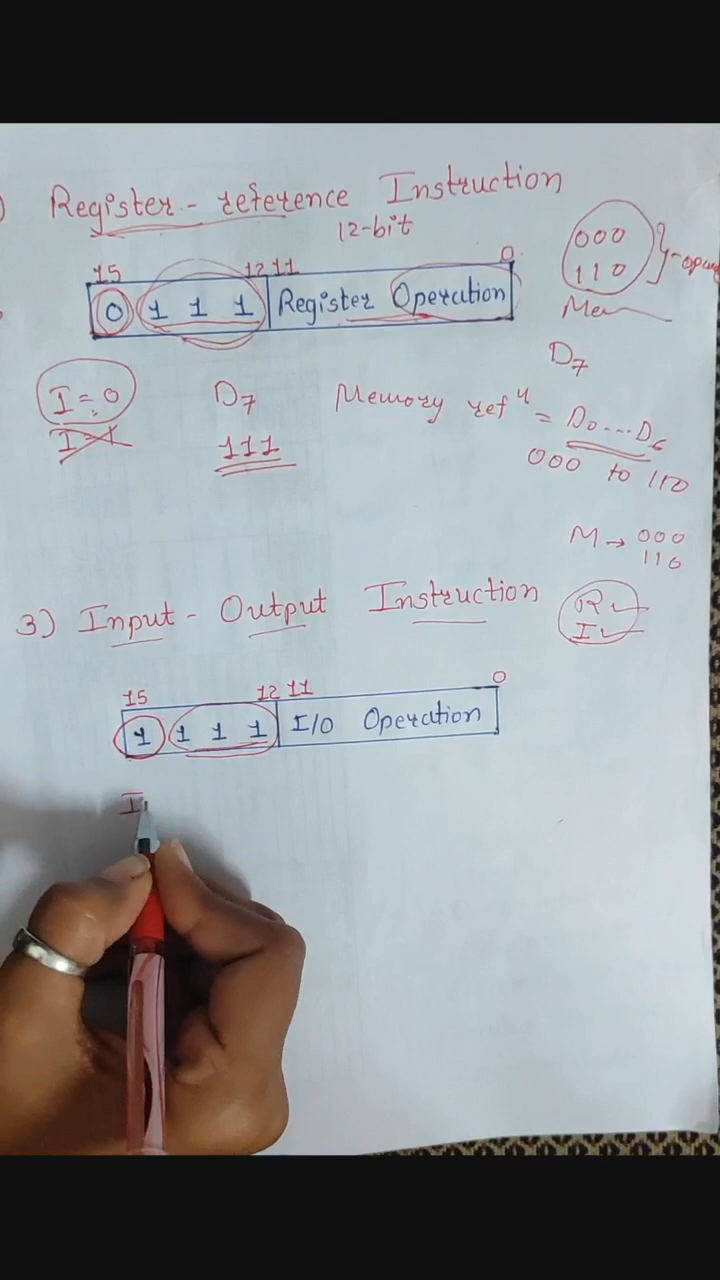 ) Register - reference Instruction
12-bit
15 12 11 0
0 1 1 1 Register Operation
000
110
D7
I = 0 D7 Memory ref = D0...D6
I=1 111 000 to 110
M → 000
110
3) Input - Output Instruction
R
I
15 12 11 0
1 1 1 1 I/O Operation
I